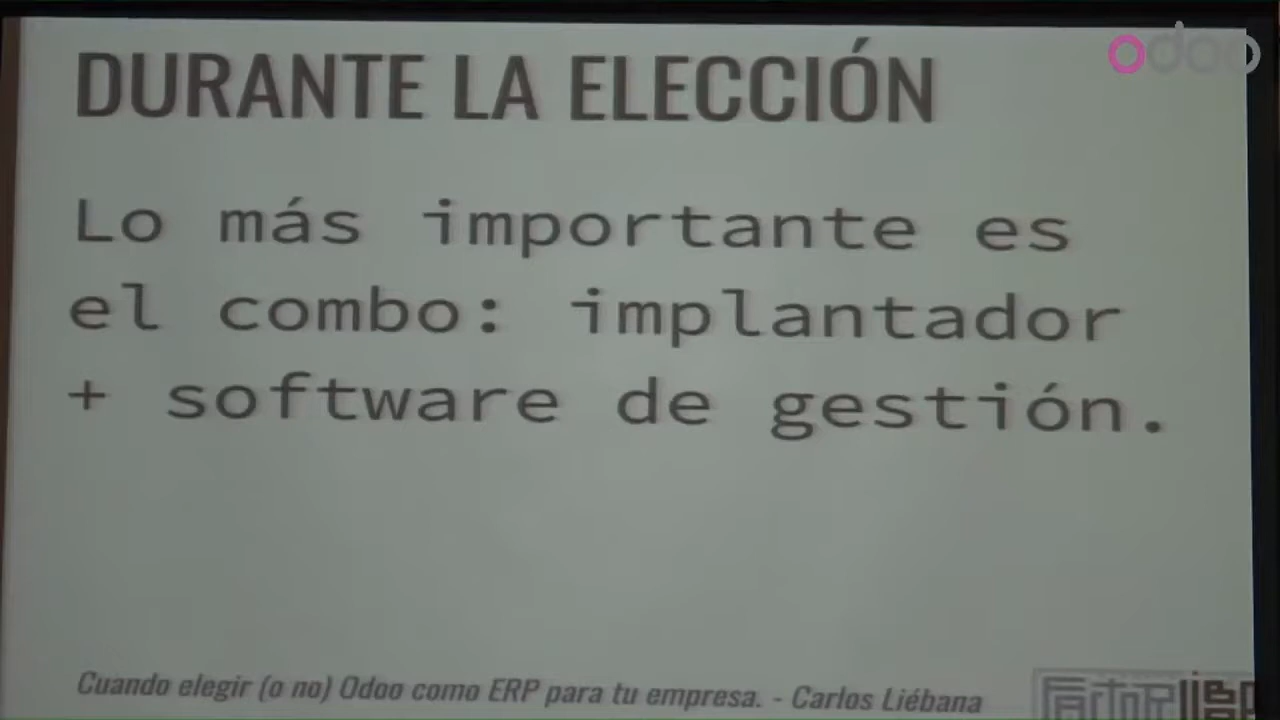 odoo
DURANTE LA ELECCIÓN
Lo más importante es
el combo: implantador
+ software de gestión.
Cuando elegir (o no) Odoo como ERP para tu empresa. - Carlos Liébana